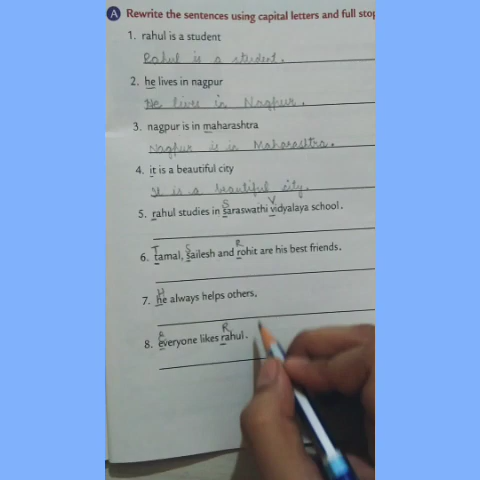 A Rewrite the sentences using capital letters and full stop
1. rahul is a student
Rahul is a student.
2. he lives in nagpur
He lives in Nagpur.
3. nagpur is in maharashtra
Nagpur is in Maharashtra.
4. it is a beautiful city
It is a beautiful city.
S V
5. rahul studies in saraswathi vidyalaya school.
T S R
6. tamal, sailesh and rohit are his best friends.
H
7. he always helps others.
R
8. everyone likes rahul.